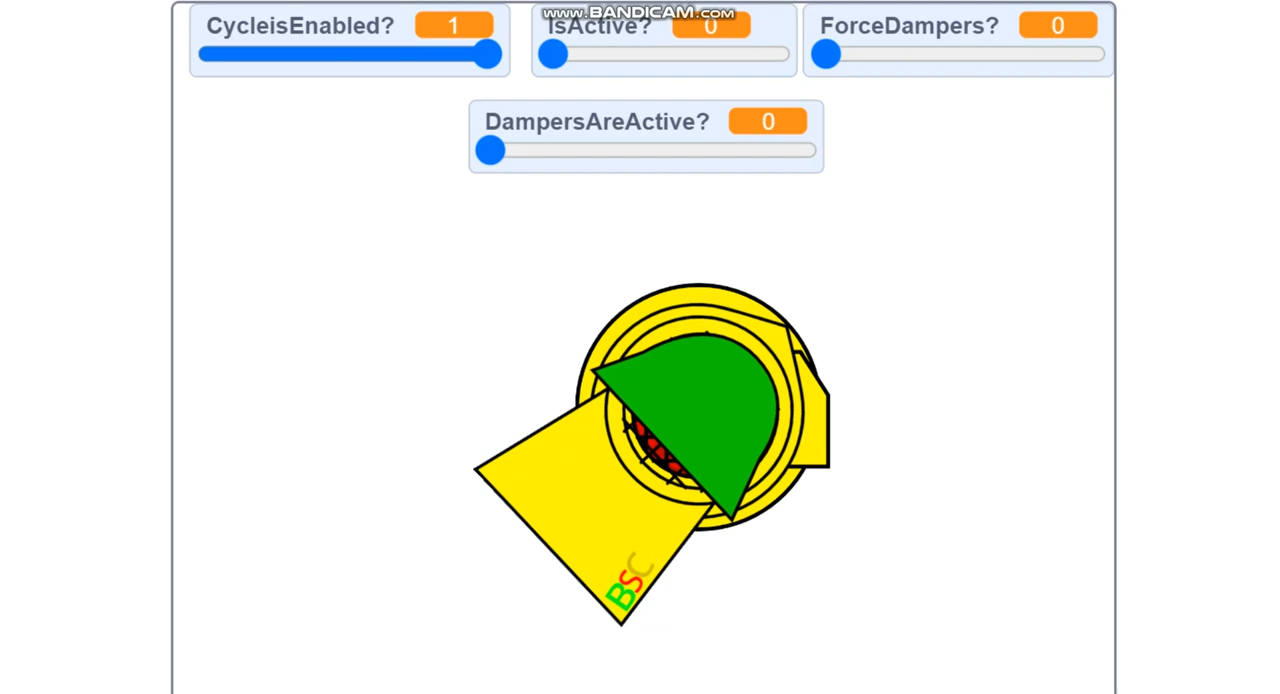 www.BANDICAM.com
CycleisEnabled? 1
IsActive? 0
ForceDampers? 0
DampersAreActive? 0
BSC